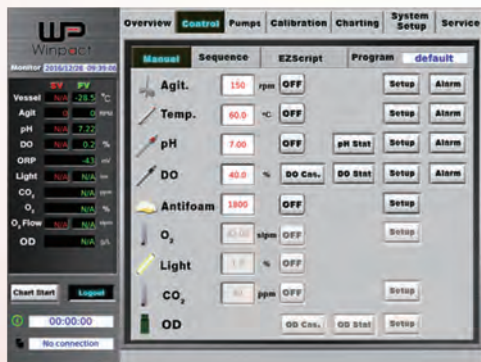 Overview Control Pumps Calibration Charting System Setup Service
WP
Winpact
Monitor 2016/12/26 09:39:06
SV PV
Vessel N/A -28.5 °C
Agit 0 0 rpm
pH N/A 7.22
DO N/A 0.2 %
ORP -43 mV
Light N/A N/A
CO2 N/A ppm
O2 N/A %
O2 Flow N/A N/A
OD N/A
Chart Start Logout
00:00:00
No connection
Manual Sequence EZScript Program default
Agit. 150 rpm OFF Setup Alarm
Temp. 60.0 °C OFF Setup Alarm
pH 7.00 OFF pH Stat Setup Alarm
DO 40.0 % DO Cas. DO Stat Setup Alarm
Antifoam 1800 OFF Setup
O2 slpm OFF Setup
Light % OFF
CO2 ppm OFF Setup
OD OD Cas. OD Stat Setup